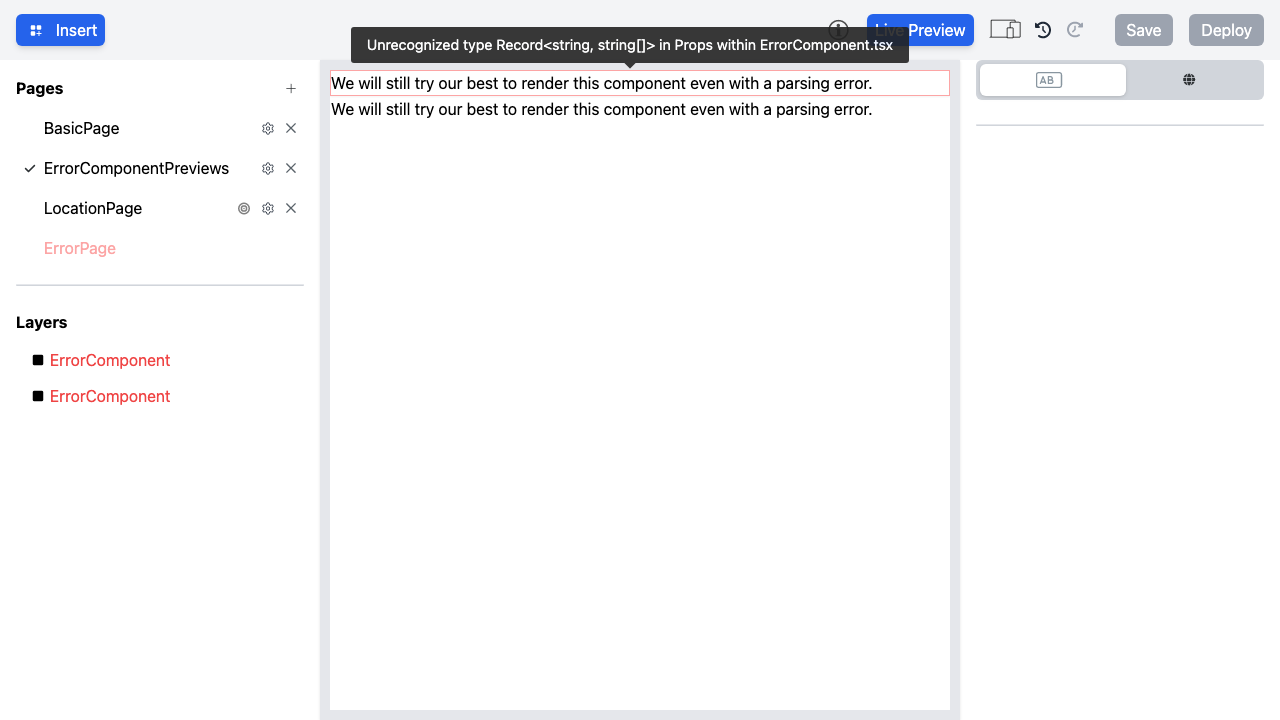 Insert
Live Preview
Save
Deploy
Unrecognized type Record<string, string[]> in Props within ErrorComponent.tsx
Pages
BasicPage
ErrorComponentPreviews
LocationPage
ErrorPage
Layers
ErrorComponent
ErrorComponent
We will still try our best to render this component even with a parsing error.
We will still try our best to render this component even with a parsing error.
AB